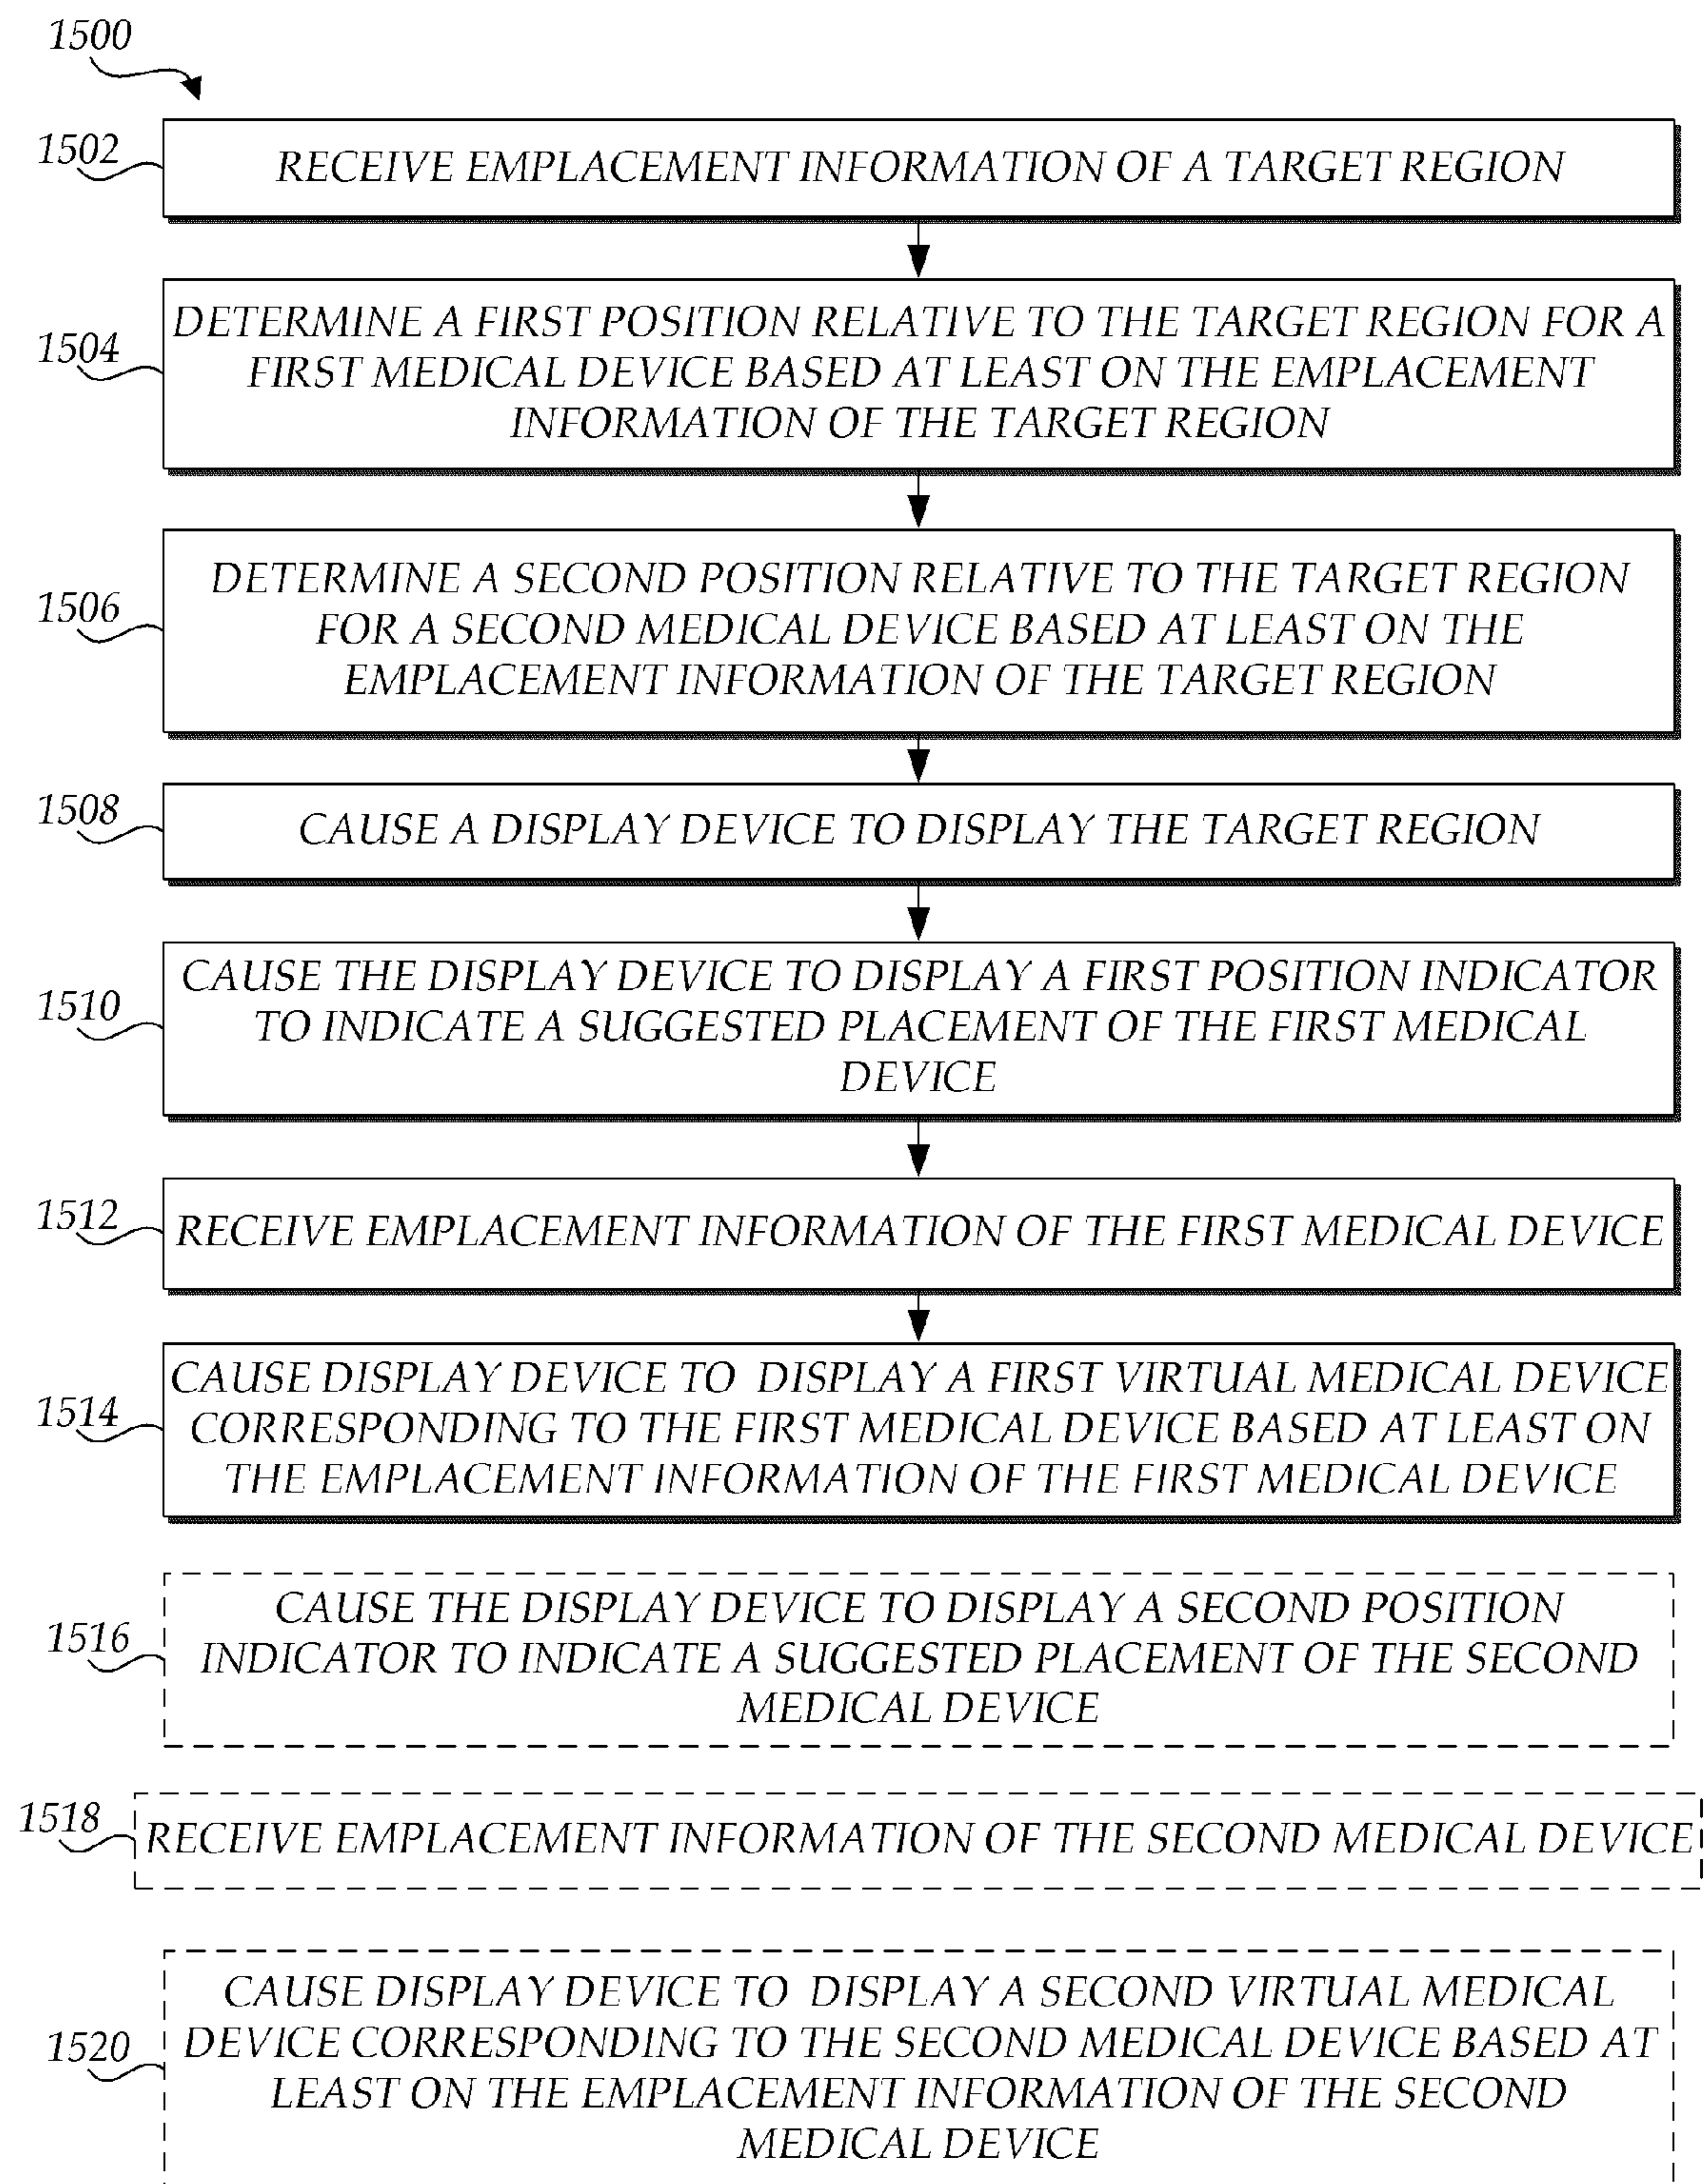 1500
1502
RECEIVE EMPLACEMENT INFORMATION OF A TARGET REGION
1504
DETERMINE A FIRST POSITION RELATIVE TO THE TARGET REGION FOR A
FIRST MEDICAL DEVICE BASED AT LEAST ON THE EMPLACEMENT
INFORMATION OF THE TARGET REGION
1506
DETERMINE A SECOND POSITION RELATIVE TO THE TARGET REGION
FOR A SECOND MEDICAL DEVICE BASED AT LEAST ON THE
EMPLACEMENT INFORMATION OF THE TARGET REGION
1508
CAUSE A DISPLAY DEVICE TO DISPLAY THE TARGET REGION
1510
CAUSE THE DISPLAY DEVICE TO DISPLAY A FIRST POSITION INDICATOR
TO INDICATE A SUGGESTED PLACEMENT OF THE FIRST MEDICAL
DEVICE
1512
RECEIVE EMPLACEMENT INFORMATION OF THE FIRST MEDICAL DEVICE
1514
CAUSE DISPLAY DEVICE TO DISPLAY A FIRST VIRTUAL MEDICAL DEVICE
CORRESPONDING TO THE FIRST MEDICAL DEVICE BASED AT LEAST ON
THE EMPLACEMENT INFORMATION OF THE FIRST MEDICAL DEVICE
1516
CAUSE THE DISPLAY DEVICE TO DISPLAY A SECOND POSITION
INDICATOR TO INDICATE A SUGGESTED PLACEMENT OF THE SECOND
MEDICAL DEVICE
1518
RECEIVE EMPLACEMENT INFORMATION OF THE SECOND MEDICAL DEVICE
1520
CAUSE DISPLAY DEVICE TO DISPLAY A SECOND VIRTUAL MEDICAL
DEVICE CORRESPONDING TO THE SECOND MEDICAL DEVICE BASED AT
LEAST ON THE EMPLACEMENT INFORMATION OF THE SECOND
MEDICAL DEVICE